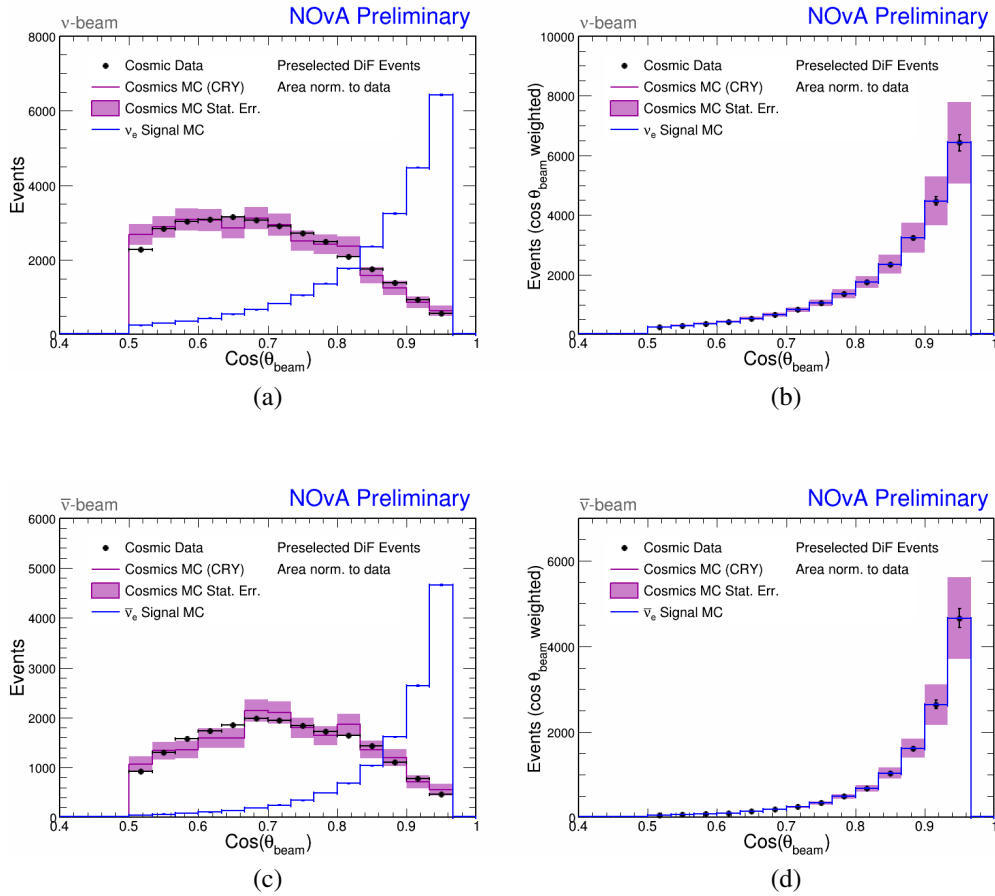 ν-beam
NOvA Preliminary
8000
6000
4000
2000
0
Events
Cosmic Data
Cosmics MC (CRY)
Cosmics MC Stat. Err.
νe Signal MC
Preselected DiF Events
Area norm. to data
0.4 0.5 0.6 0.7 0.8 0.9 1
Cos(θbeam)
(a)
ν-beam
NOvA Preliminary
10000
8000
6000
4000
2000
0
Events (cos θbeam weighted)
Cosmic Data
Cosmics MC (CRY)
Cosmics MC Stat. Err.
νe Signal MC
Preselected DiF Events
Area norm. to data
0.4 0.5 0.6 0.7 0.8 0.9 1
Cos(θbeam)
(b)
ν̅-beam
NOvA Preliminary
6000
5000
4000
3000
2000
1000
0
Events
Cosmic Data
Cosmics MC (CRY)
Cosmics MC Stat. Err.
ν̅e Signal MC
Preselected DiF Events
Area norm. to data
0.4 0.5 0.6 0.7 0.8 0.9 1
Cos(θbeam)
(c)
ν̅-beam
NOvA Preliminary
6000
4000
2000
0
Events (cos θbeam weighted)
Cosmic Data
Cosmics MC (CRY)
Cosmics MC Stat. Err.
ν̅e Signal MC
Preselected DiF Events
Area norm. to data
0.4 0.5 0.6 0.7 0.8 0.9 1
Cos(θbeam)
(d)